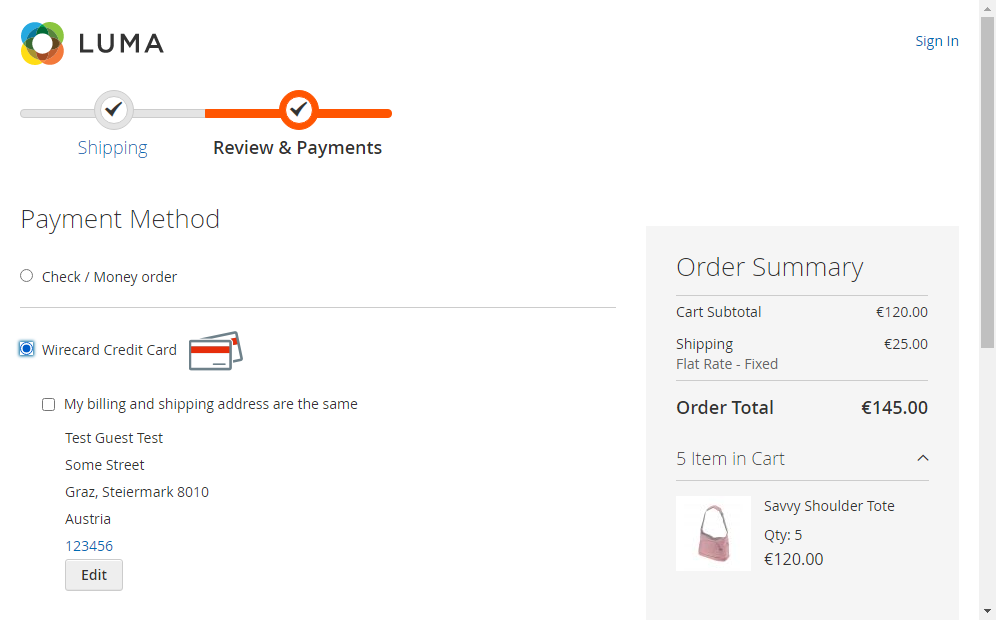 LUMA
Sign In
Shipping
Review & Payments
Payment Method
Check / Money order
Wirecard Credit Card
My billing and shipping address are the same
Test Guest Test
Some Street
Graz, Steiermark 8010
Austria
123456
Edit
Order Summary
Cart Subtotal €120.00
Shipping €25.00
Flat Rate - Fixed
Order Total €145.00
5 Item in Cart
Savvy Shoulder Tote
Qty: 5
€120.00